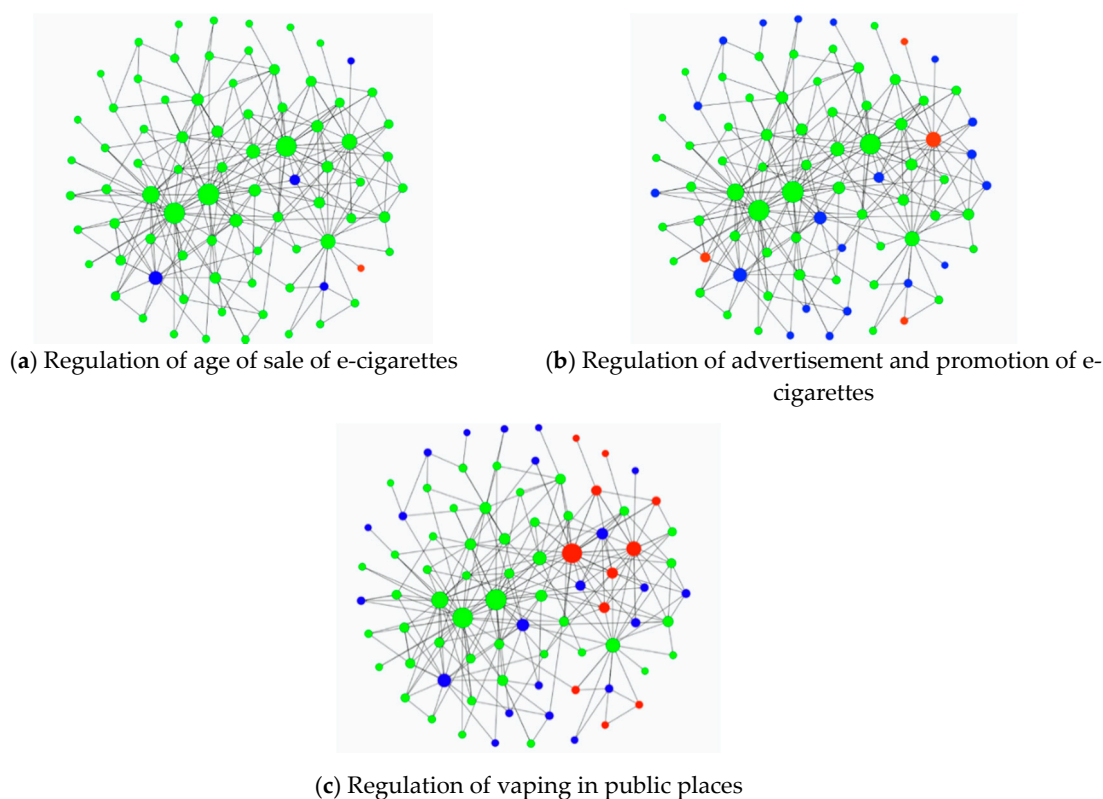 (a) Regulation of age of sale of e-cigarettes
(b) Regulation of advertisement and promotion of e-
cigarettes
(c) Regulation of vaping in public places